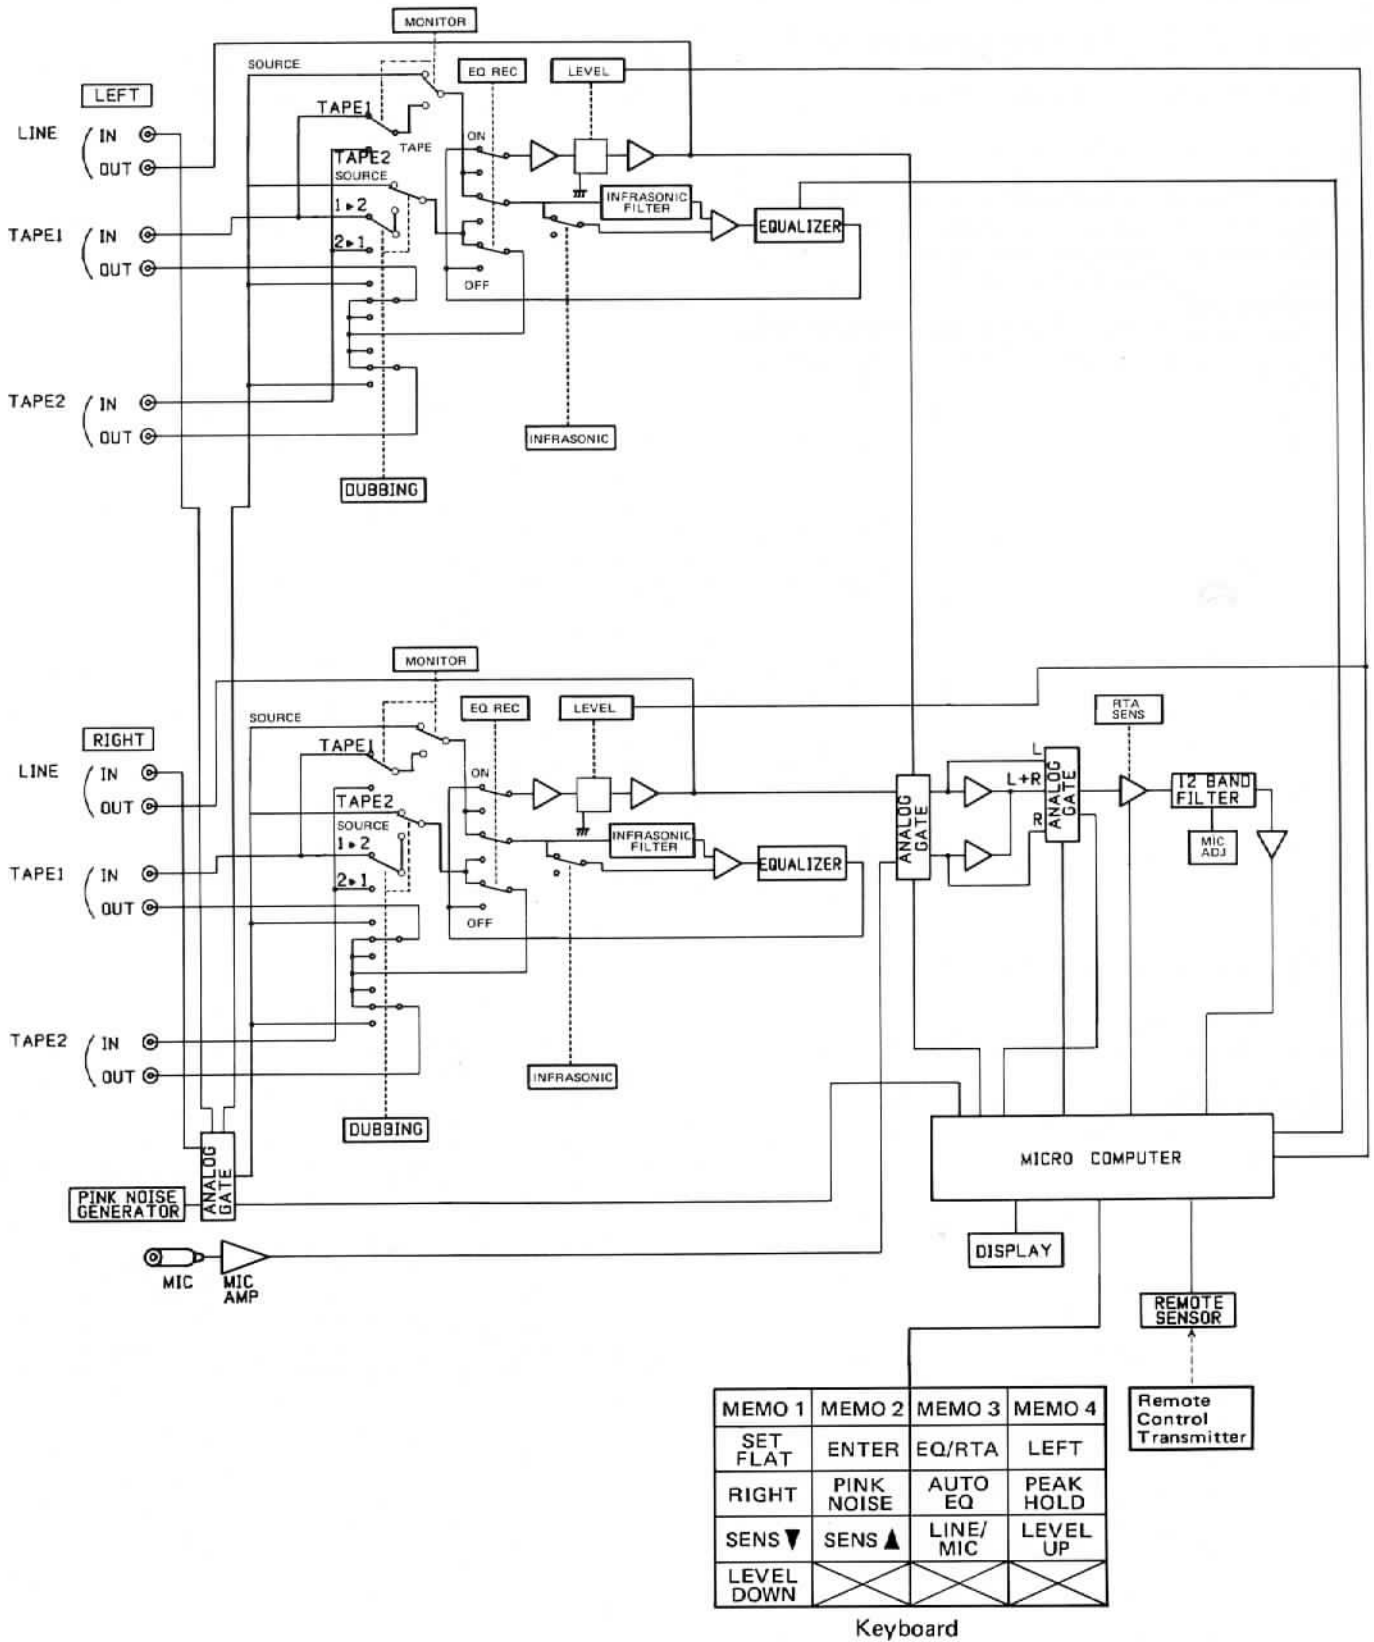 MONITOR
SOURCE
EQ REC
LEVEL
LEFT
TAPE1
LINE
IN
ON
OUT
TAPE
TAPE2
SOURCE
INFRASONIC
FILTER
1▶2
TAPE1
IN
EQUALIZER
2▶1
OUT
OFF
TAPE2
IN
OUT
INFRASONIC
DUBBING
MONITOR
EQ REC
LEVEL
RTA
SENS
SOURCE
RIGHT
TAPE1
L
LINE
IN
ON
L+R
12 BAND
FILTER
OUT
TAPE2
ANALOG
GATE
ANALOG
GATE
SOURCE
R
INFRASONIC
FILTER
MIC
ADJ
1▶2
EQUALIZER
TAPE1
IN
2▶1
OUT
OFF
TAPE2
IN
OUT
INFRASONIC
DUBBING
MICRO COMPUTER
ANALOG
GATE
PINK NOISE
GENERATOR
DISPLAY
MIC
MIC
AMP
REMOTE
SENSOR
Remote
Control
Transmitter
MEMO 1 MEMO 2 MEMO 3 MEMO 4
SET
FLAT
ENTER
EQ/RTA
LEFT
RIGHT
PINK
NOISE
AUTO
EQ
PEAK
HOLD
SENS▼
SENS▲
LINE/
MIC
LEVEL
UP
LEVEL
DOWN
Keyboard